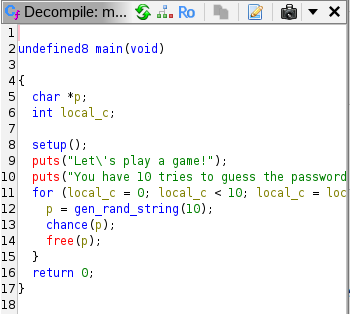 Decompile: m...
Ro
1
2 undefined8 main(void)
3
4 {
5 char *p;
6 int local_c;
7
8 setup();
9 puts("Let\'s play a game!");
10 puts("You have 10 tries to guess the password
11 for (local_c = 0; local_c < 10; local_c = loc
12 p = gen_rand_string(10);
13 chance(p);
14 free(p);
15 }
16 return 0;
17 }
18